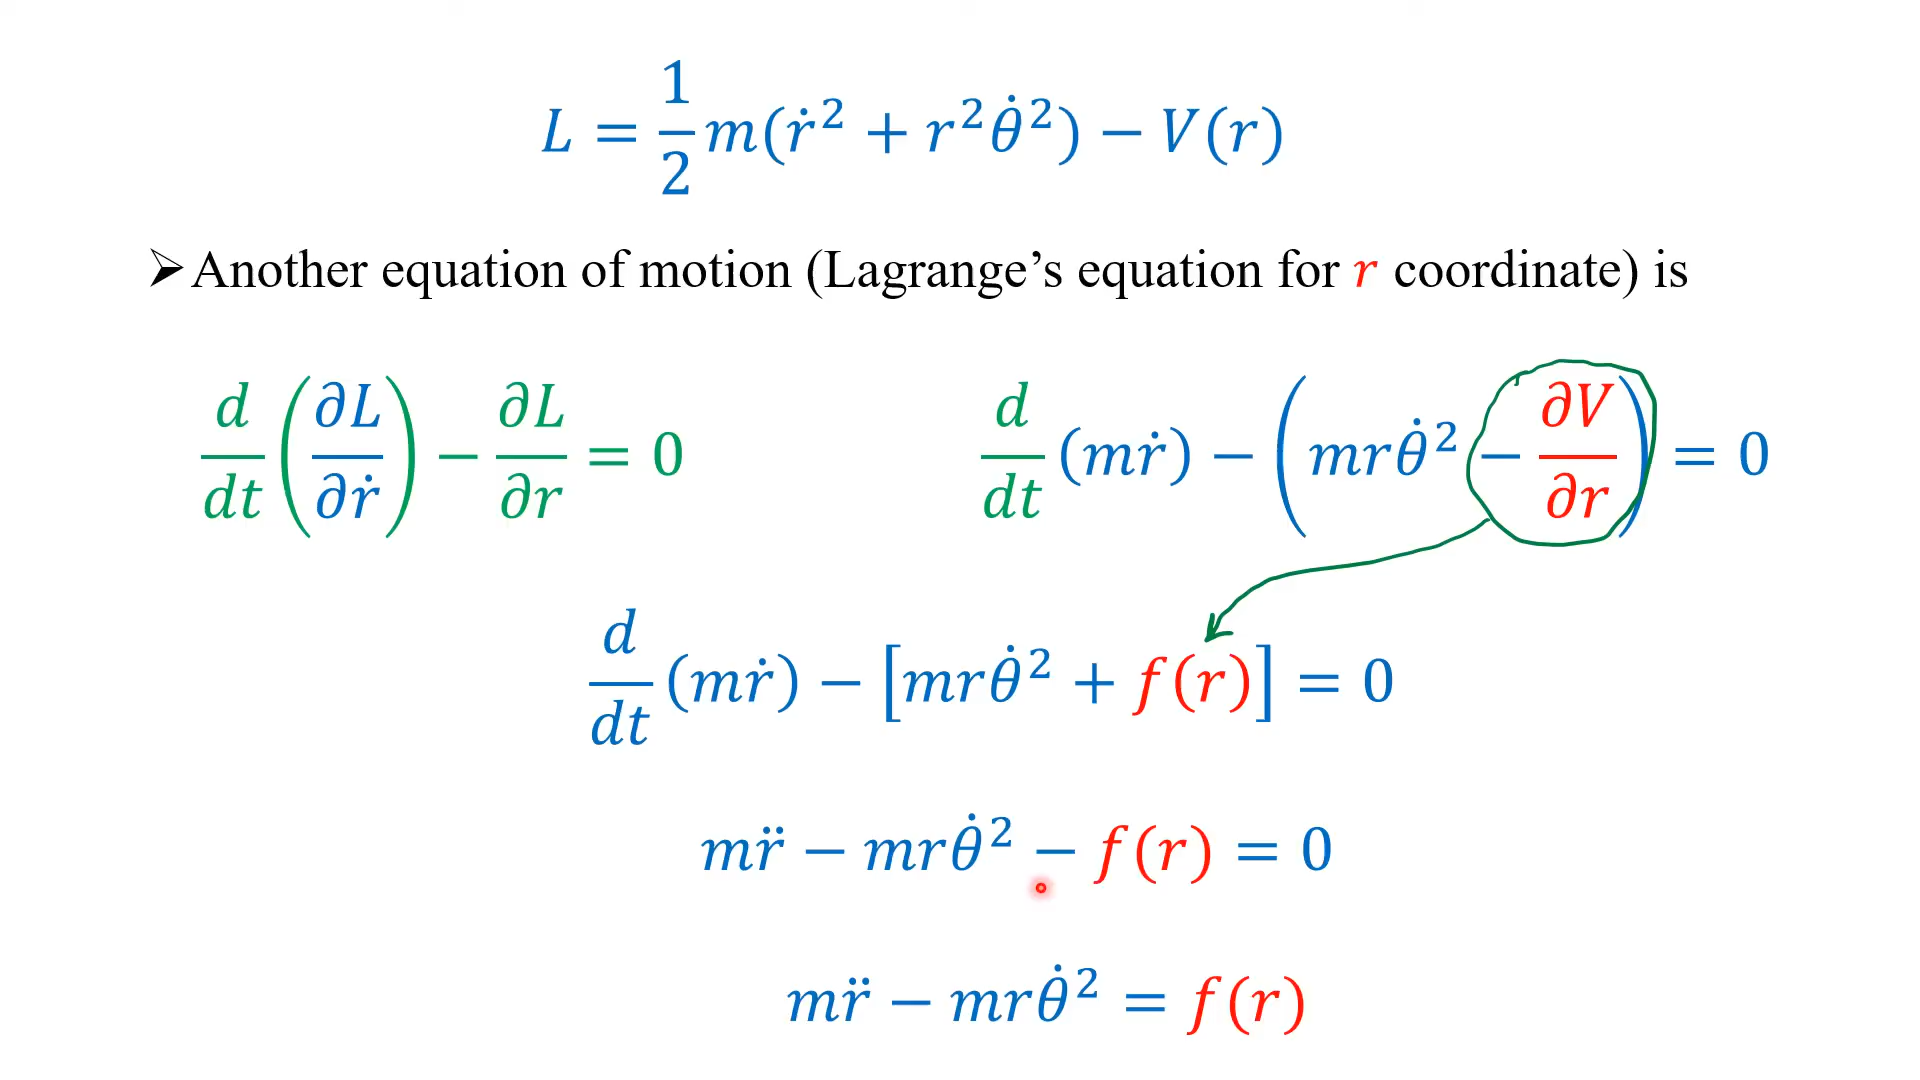 L = 1/2 m(ṙ² + r²θ̇²) − V(r)
➢Another equation of motion (Lagrange’s equation for r coordinate) is
d/dt (∂L/∂ṙ) − ∂L/∂r = 0
d/dt (mṙ) − (mrθ̇² − ∂V/∂r) = 0
d/dt (mṙ) − [mrθ̇² + f(r)] = 0
mr̈ − mrθ̇² − f(r) = 0
mr̈ − mrθ̇² = f(r)